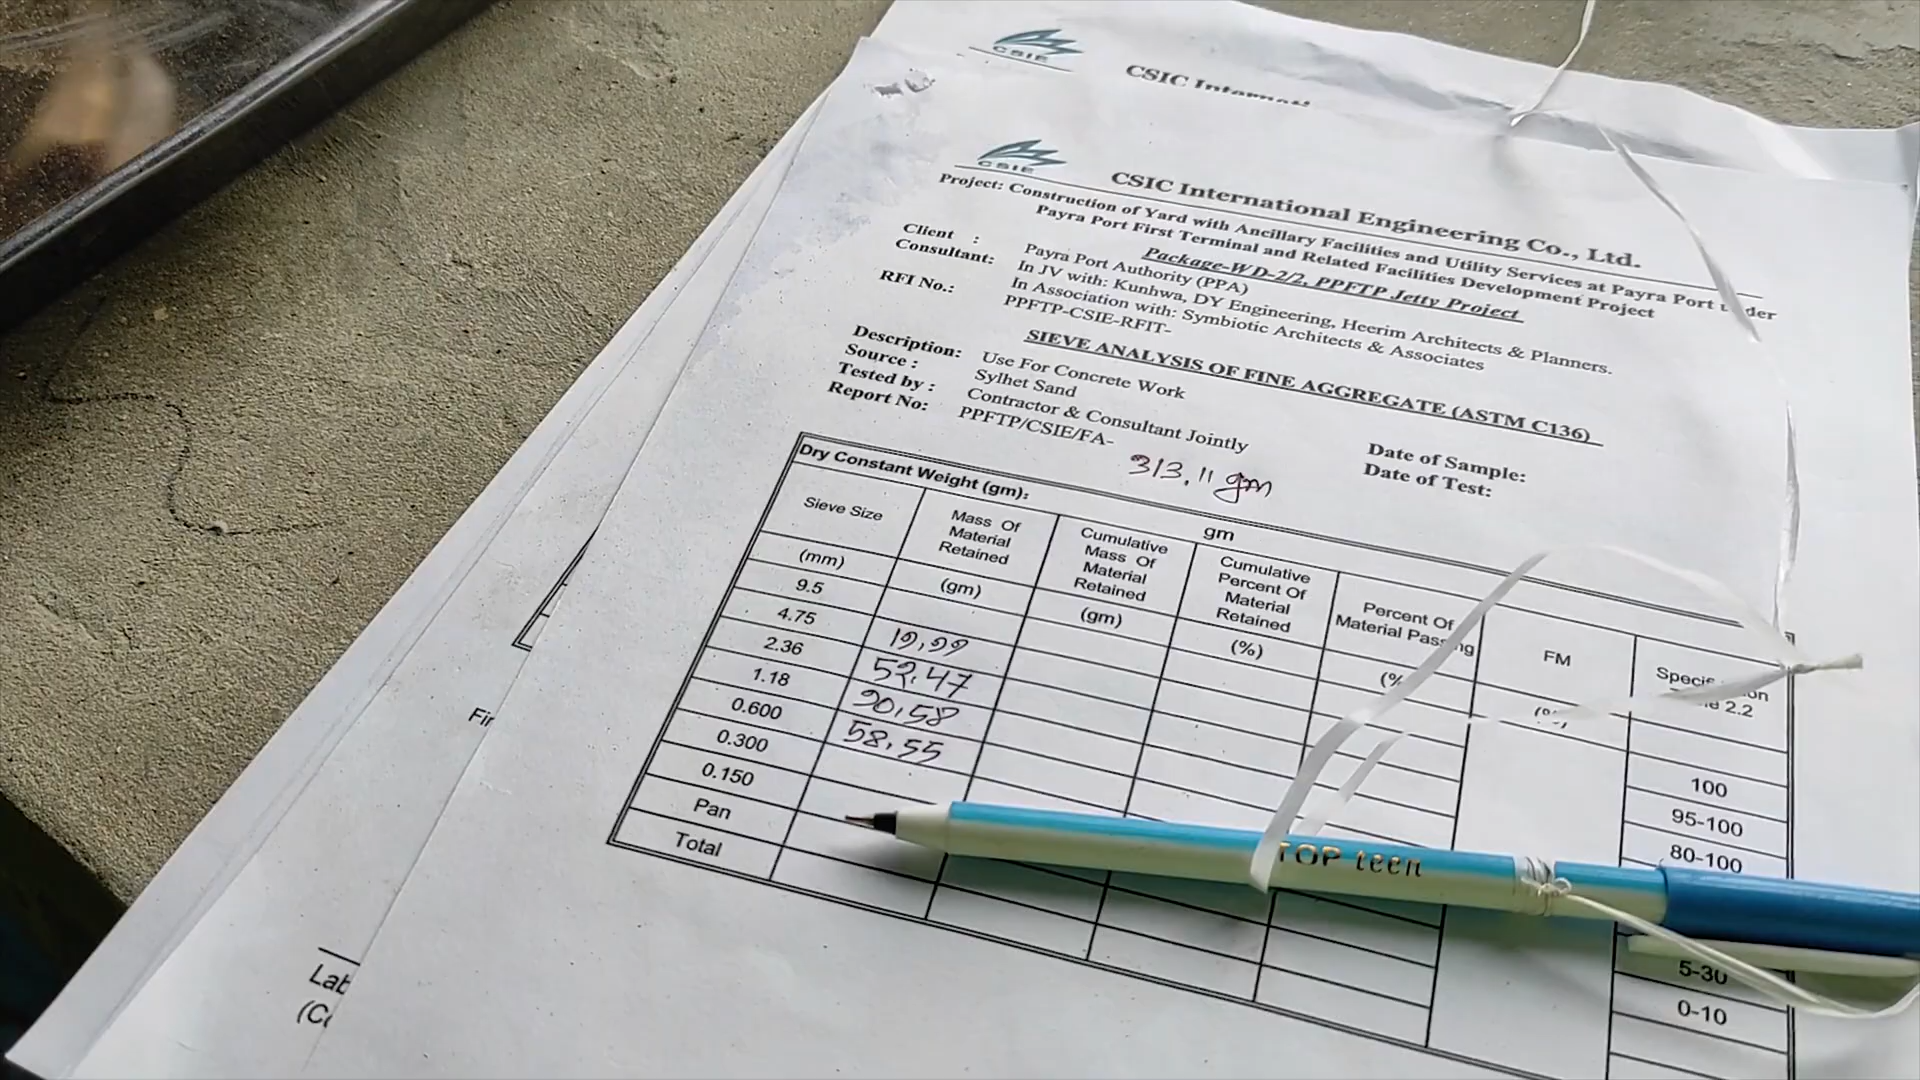 CSIE
CSIC Internati
CSIE
CSIC International Engineering Co., Ltd.
Project: Construction of Yard with Ancillary Facilities and Utility Services at Payra Port under
Payra Port First Terminal and Related Facilities Development Project
Package-WD-2/2, PPFTP Jetty Project
Client : Payra Port Authority (PPA)
Consultant: In JV with: Kunhwa, DY Engineering, Heerim Architects & Planners.
In Association with: Symbiotic Architects & Associates
RFI No.: PPFTP-CSIE-RFIT-
SIEVE ANALYSIS OF FINE AGGREGATE (ASTM C136)
Description: Use For Concrete Work
Source : Sylhet Sand
Tested by : Contractor & Consultant Jointly
Report No: PPFTP/CSIE/FA-
Date of Sample:
Date of Test:
Dry Constant Weight (gm): 313.11 gm gm
Sieve Size Mass Of Material Retained Cumulative Mass Of Material Retained Cumulative Percent Of Material Retained Percent Of Material Passing FM
(mm) (gm) (gm) (%)
9.5
4.75
2.36
1.18 52.47
0.600
0.300 58.55
0.150
Pan
Total
2.2
100
95-100
80-100
5-30
0-10
TOP teen
Fir
Lab